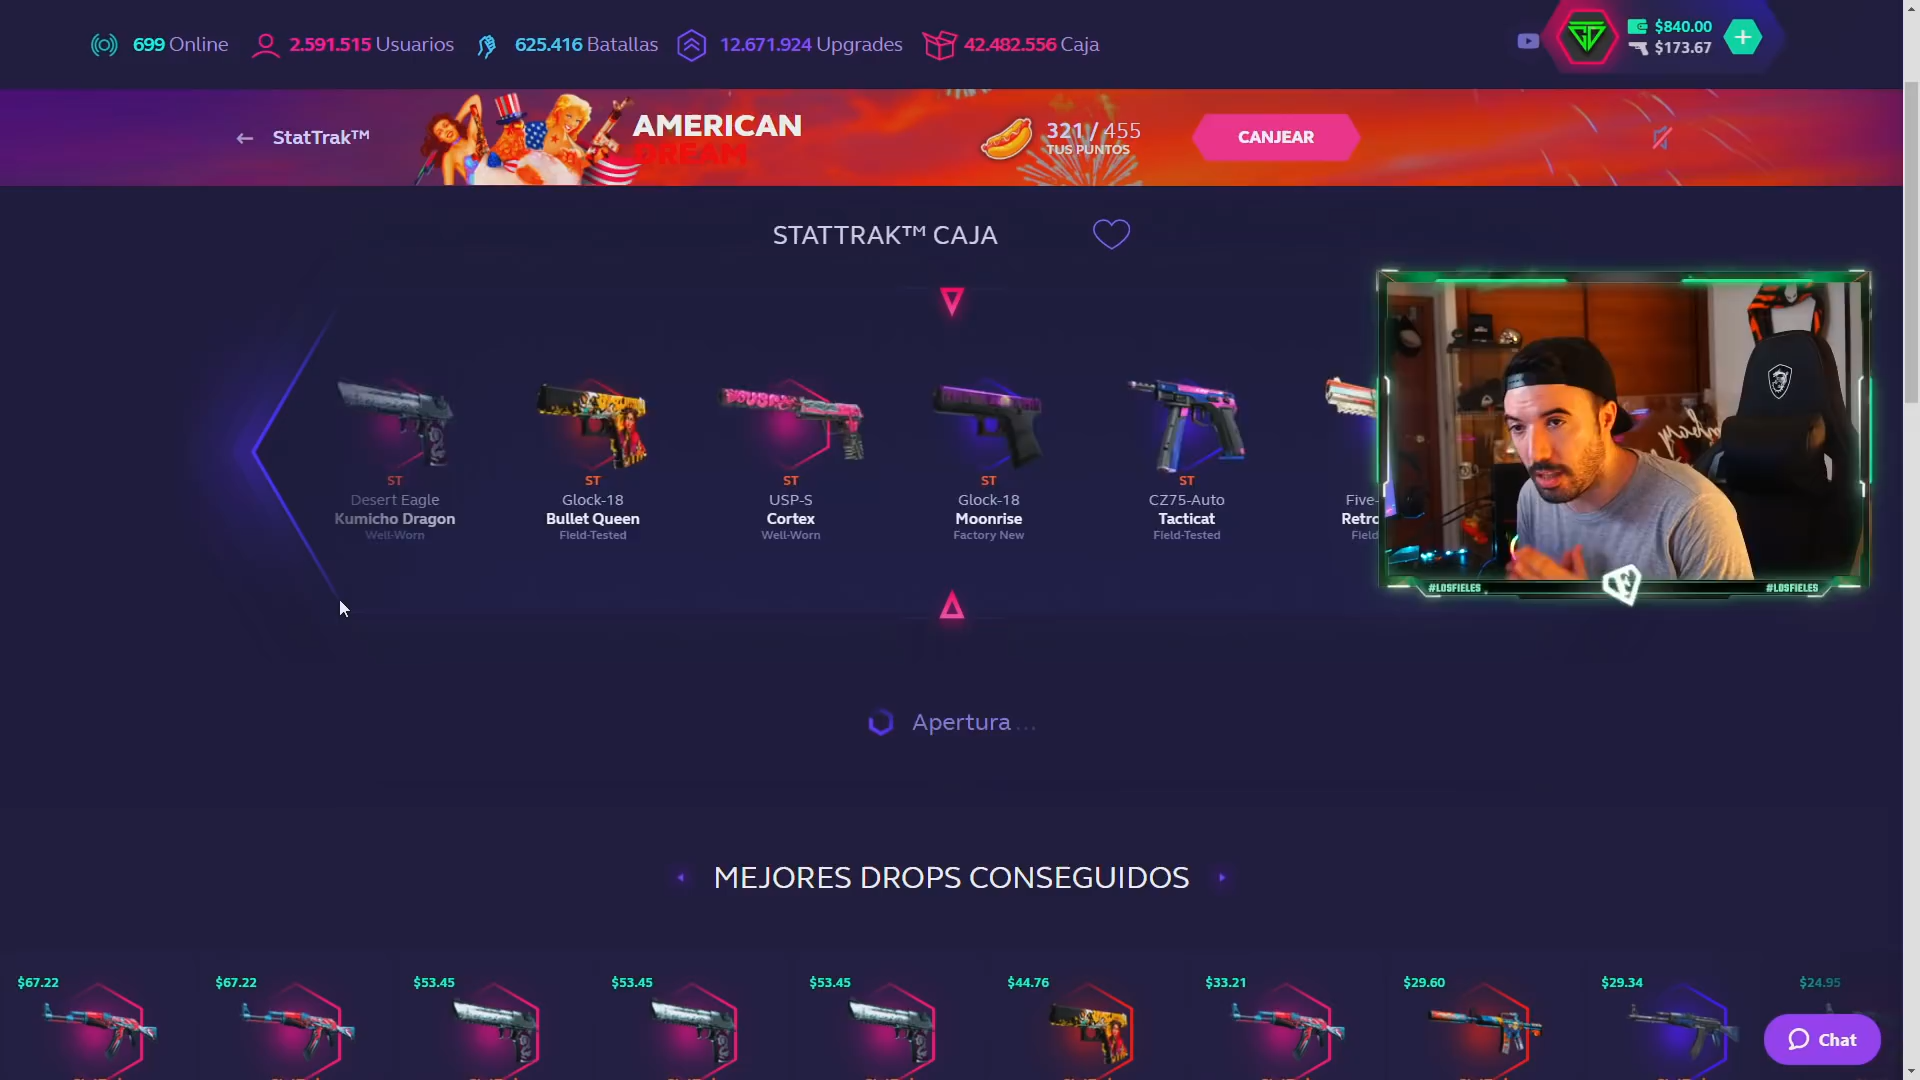 699 Online
2.591.515 Usuarios
625.416 Batallas
12.671.924 Upgrades
42.482.556 Caja
$840.00
$173.67
StatTrak™
AMERICAN
DREAM
321 / 455
TUS PUNTOS
CANJEAR
STATTRAK™ CAJA
ST
Desert Eagle
Kumicho Dragon
Well-Worn
ST
Glock-18
Bullet Queen
Field-Tested
ST
USP-S
Cortex
Well-Worn
ST
Glock-18
Moonrise
Factory New
ST
CZ75-Auto
Tacticat
Field-Tested
Five-
Retro
Field
#LOSFIELES
#LOSFIELES
Apertura...
MEJORES DROPS CONSEGUIDOS
$67.22
$67.22
$53.45
$53.45
$53.45
$44.76
$33.21
$29.60
$29.34
$24.95
Chat